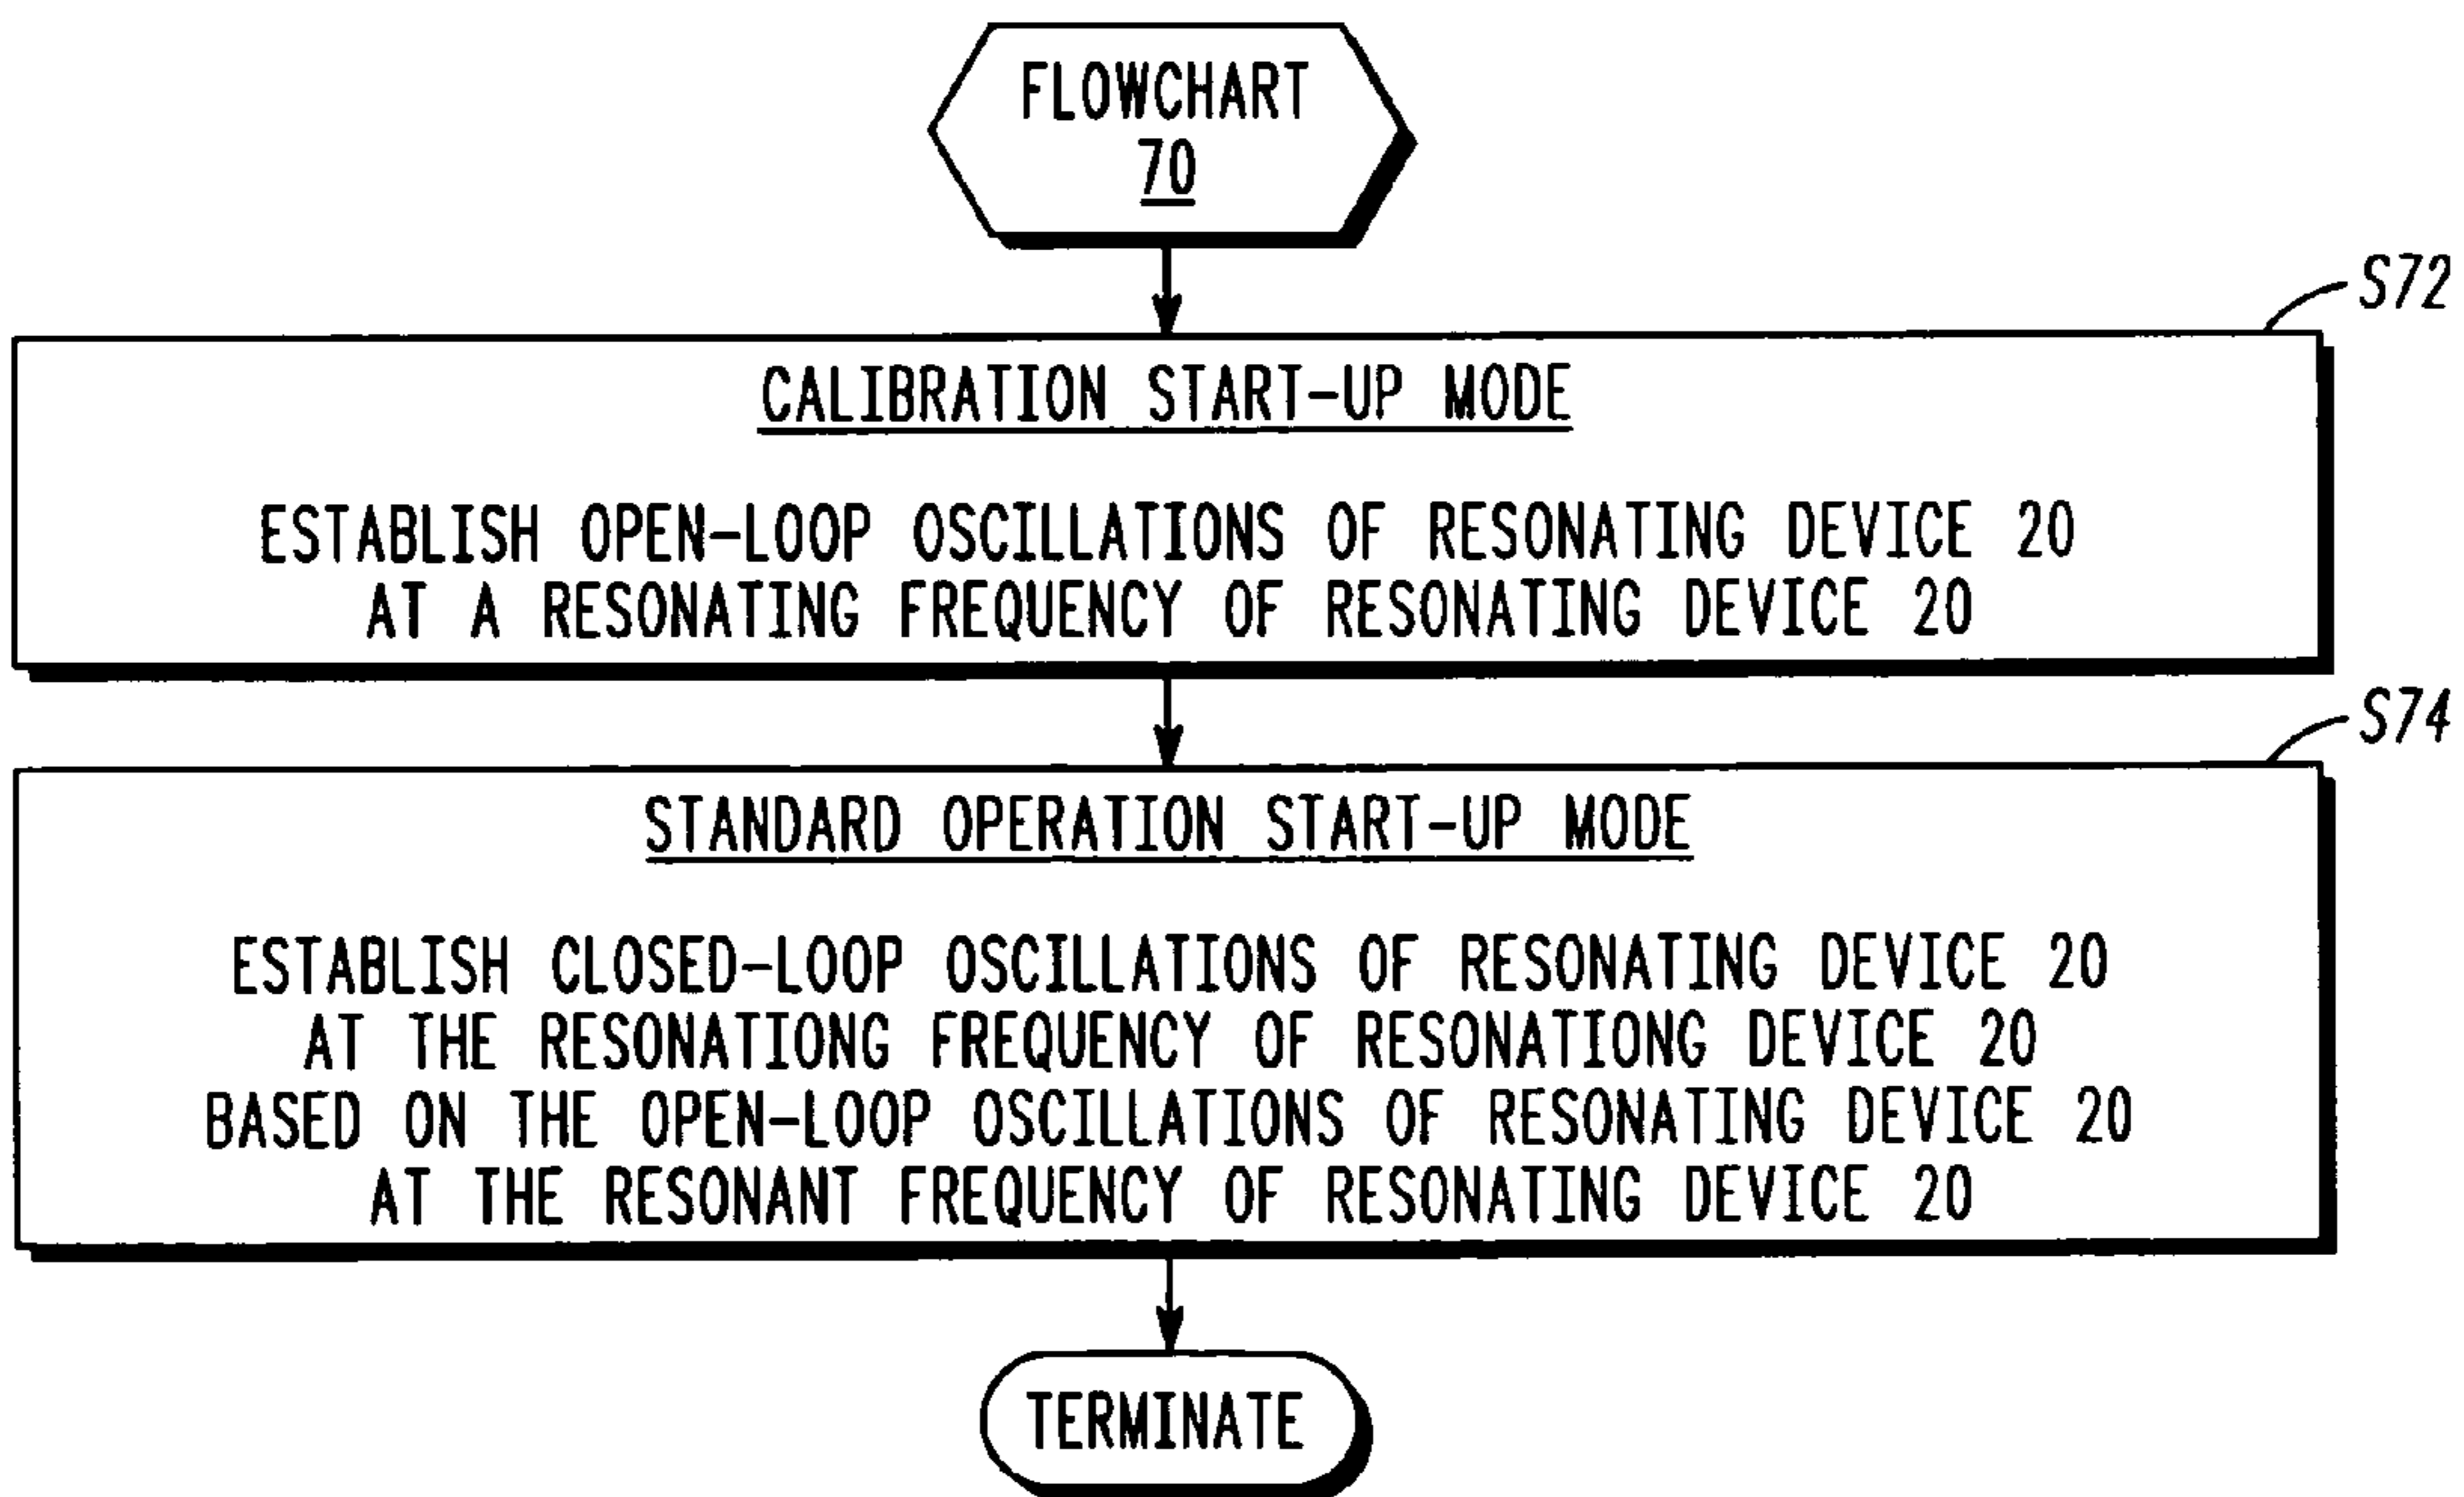 FLOWCHART
70
S72
CALIBRATION START-UP MODE
ESTABLISH OPEN-LOOP OSCILLATIONS OF RESONATING DEVICE 20
AT A RESONATING FREQUENCY OF RESONATING DEVICE 20
S74
STANDARD OPERATION START-UP MODE
ESTABLISH CLOSED-LOOP OSCILLATIONS OF RESONATING DEVICE 20
AT THE RESONATIONG FREQUENCY OF RESONATIONG DEVICE 20
BASED ON THE OPEN-LOOP OSCILLATIONS OF RESONATING DEVICE 20
AT THE RESONANT FREQUENCY OF RESONATING DEVICE 20
TERMINATE